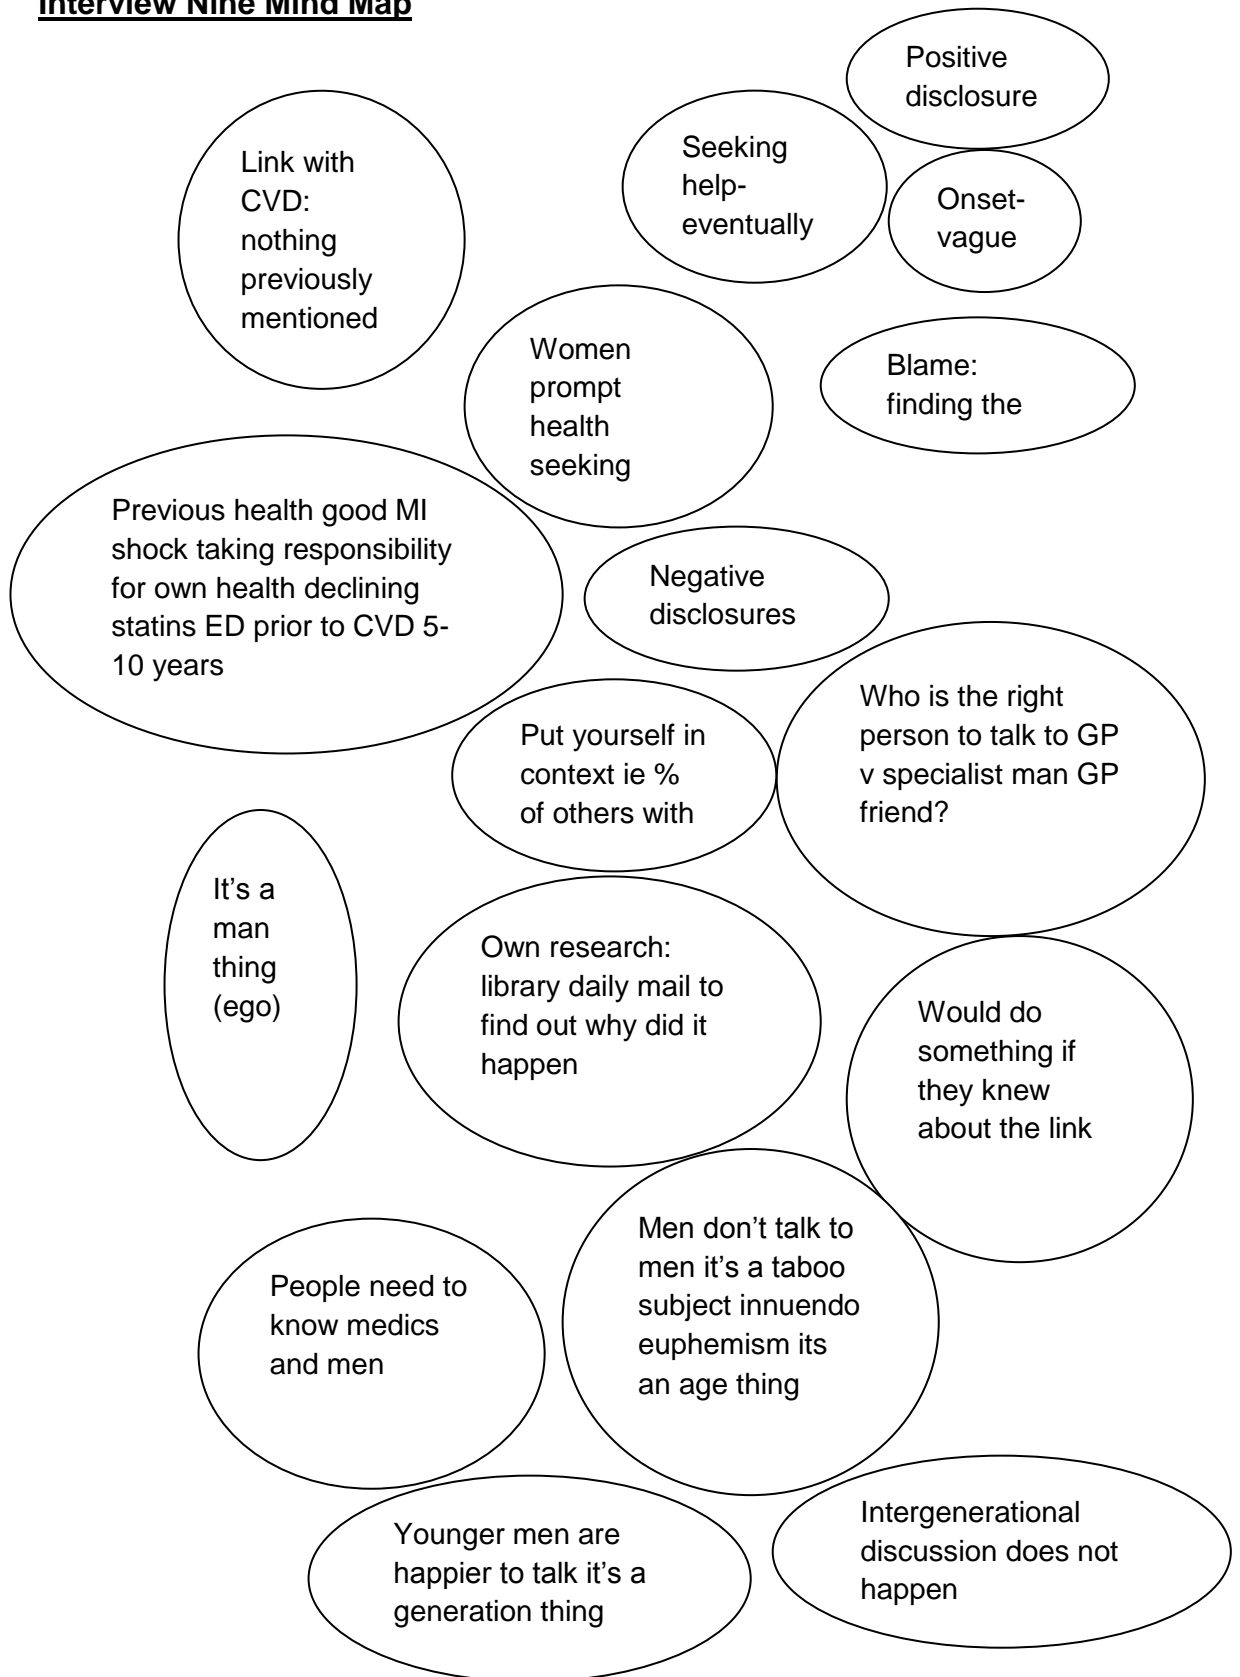 Interview Nine Mind Map
Positive
disclosure
Seeking
help-
eventually
Link with
CVD:
nothing
previously
mentioned
Onset-
vague
Women
prompt
health
seeking
Blame:
finding the
Previous health good MI
shock taking responsibility
for own health declining
statins ED prior to CVD 5-
10 years
Negative
disclosures
Who is the right
person to talk to GP
v specialist man GP
friend?
Put yourself in
context ie %
of others with
It’s a
man
thing
(ego)
Own research:
library daily mail to
find out why did it
happen
Would do
something if
they knew
about the link
Men don’t talk to
men it’s a taboo
subject innuendo
euphemism its
an age thing
People need to
know medics
and men
Intergenerational
discussion does not
happen
Younger men are
happier to talk it’s a
generation thing